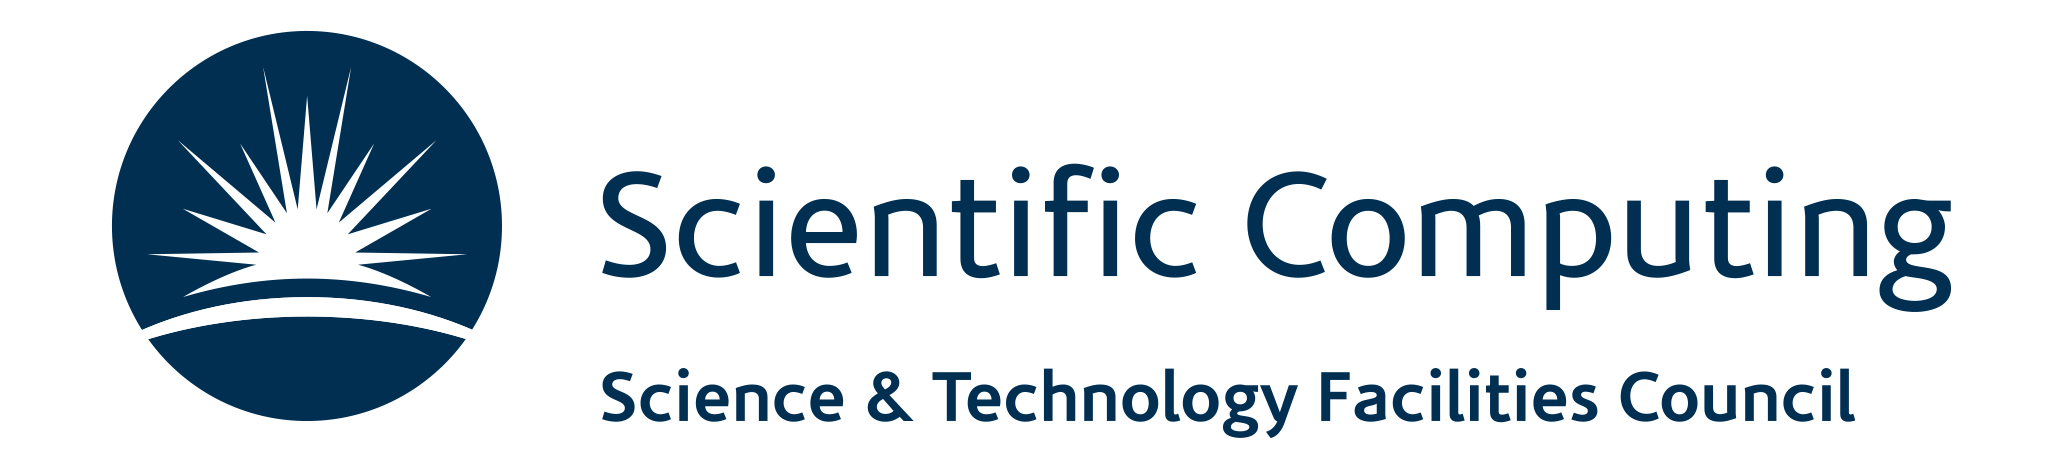 Scientific Computing
Science & Technology Facilities Council